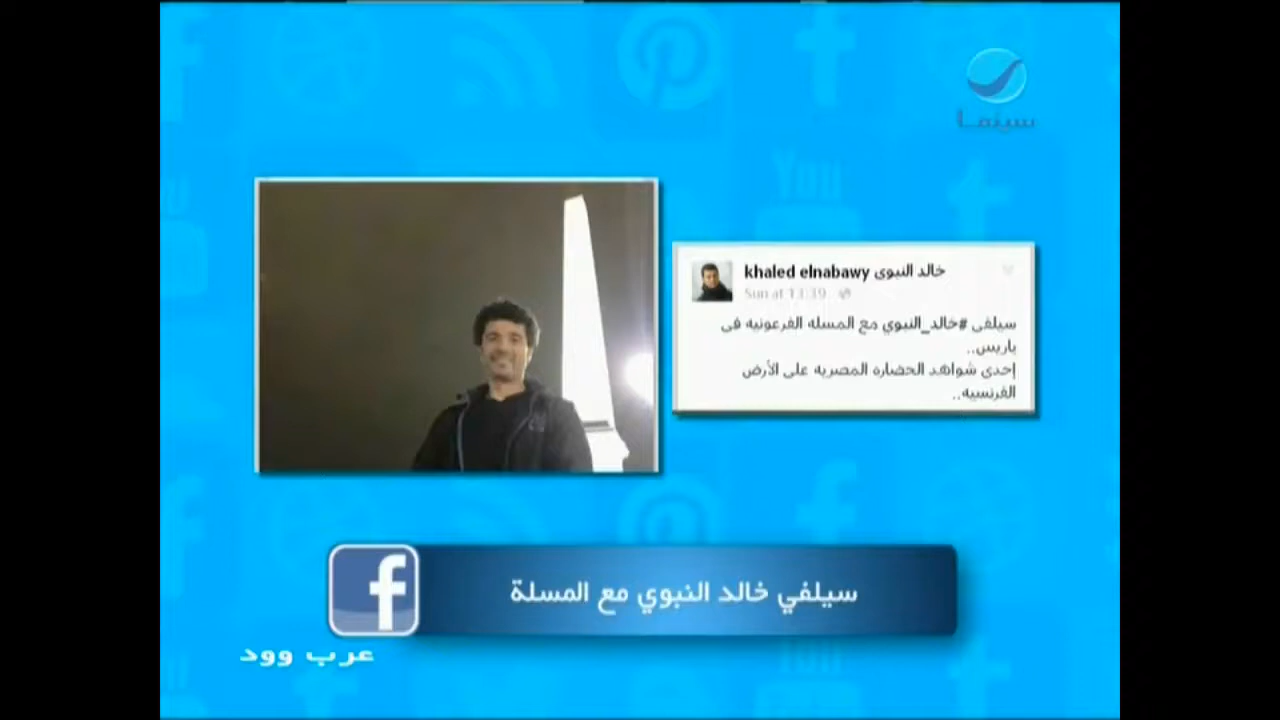 سينما
You
khaled elnabawy خالد النبوى
Sun at 13:39
سيلفى #خالد_النبوي مع المسله الفرعونيه فى
باريس..
إحدى شواهد الحضاره المصريه على الأرض
الفرنسيه..
سيلفي خالد النبوي مع المسلة
عرب وود